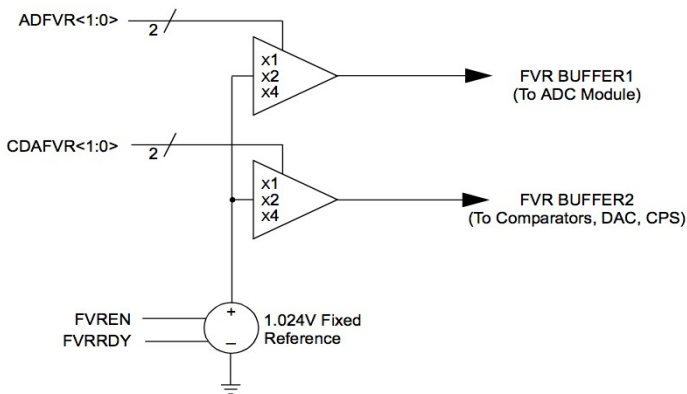 ADFVR<1:0>
2
x1
x2
x4
FVR BUFFER1
(To ADC Module)
CDAFVR<1:0>
2
x1
x2
x4
FVR BUFFER2
(To Comparators, DAC, CPS)
FVREN
FVRRDY
+
_
1.024V Fixed
Reference